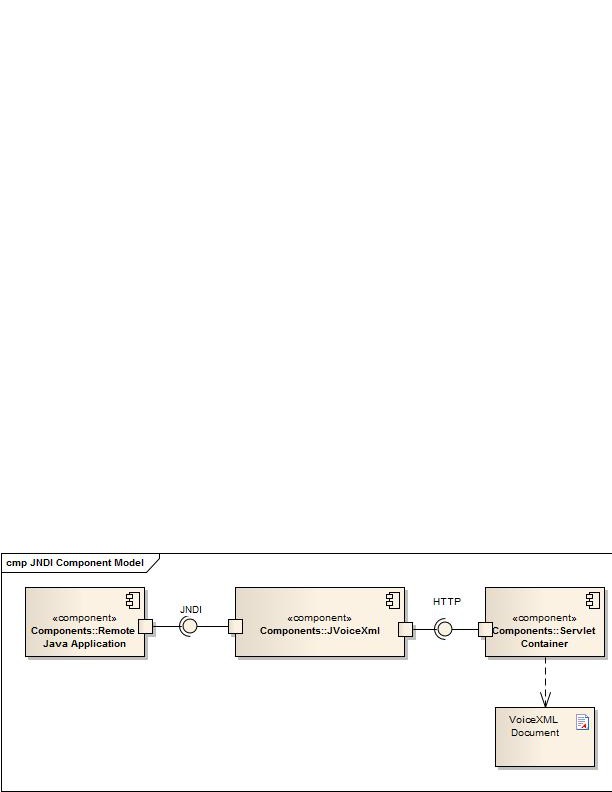 cmp JNDI Component Model
JNDI
HTTP
«component»
Components::Remote
Java Application
«component»
Components::JVoiceXml
«component»
Components::Servlet
Container
VoiceXML
Document